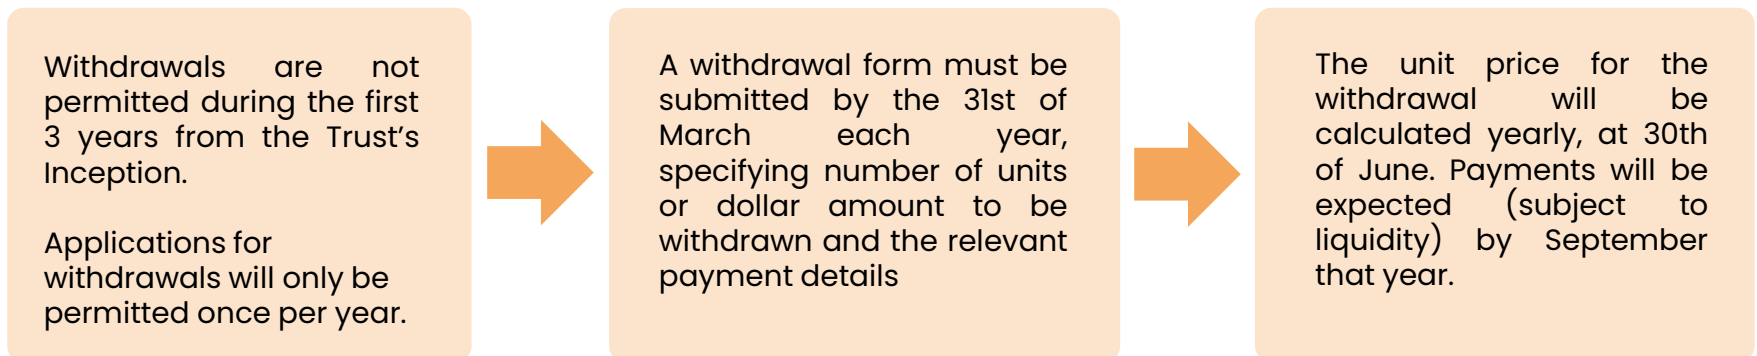 Withdrawals are not
permitted during the first
3 years from the Trust’s
Inception.
Applications for
withdrawals will only be
permitted once per year.
A withdrawal form must be
submitted by the 31st of
March each year,
specifying number of units
or dollar amount to be
withdrawn and the relevant
payment details
The unit price for the
withdrawal will be
calculated yearly, at 30th
of June. Payments will be
expected (subject to
liquidity) by September
that year.